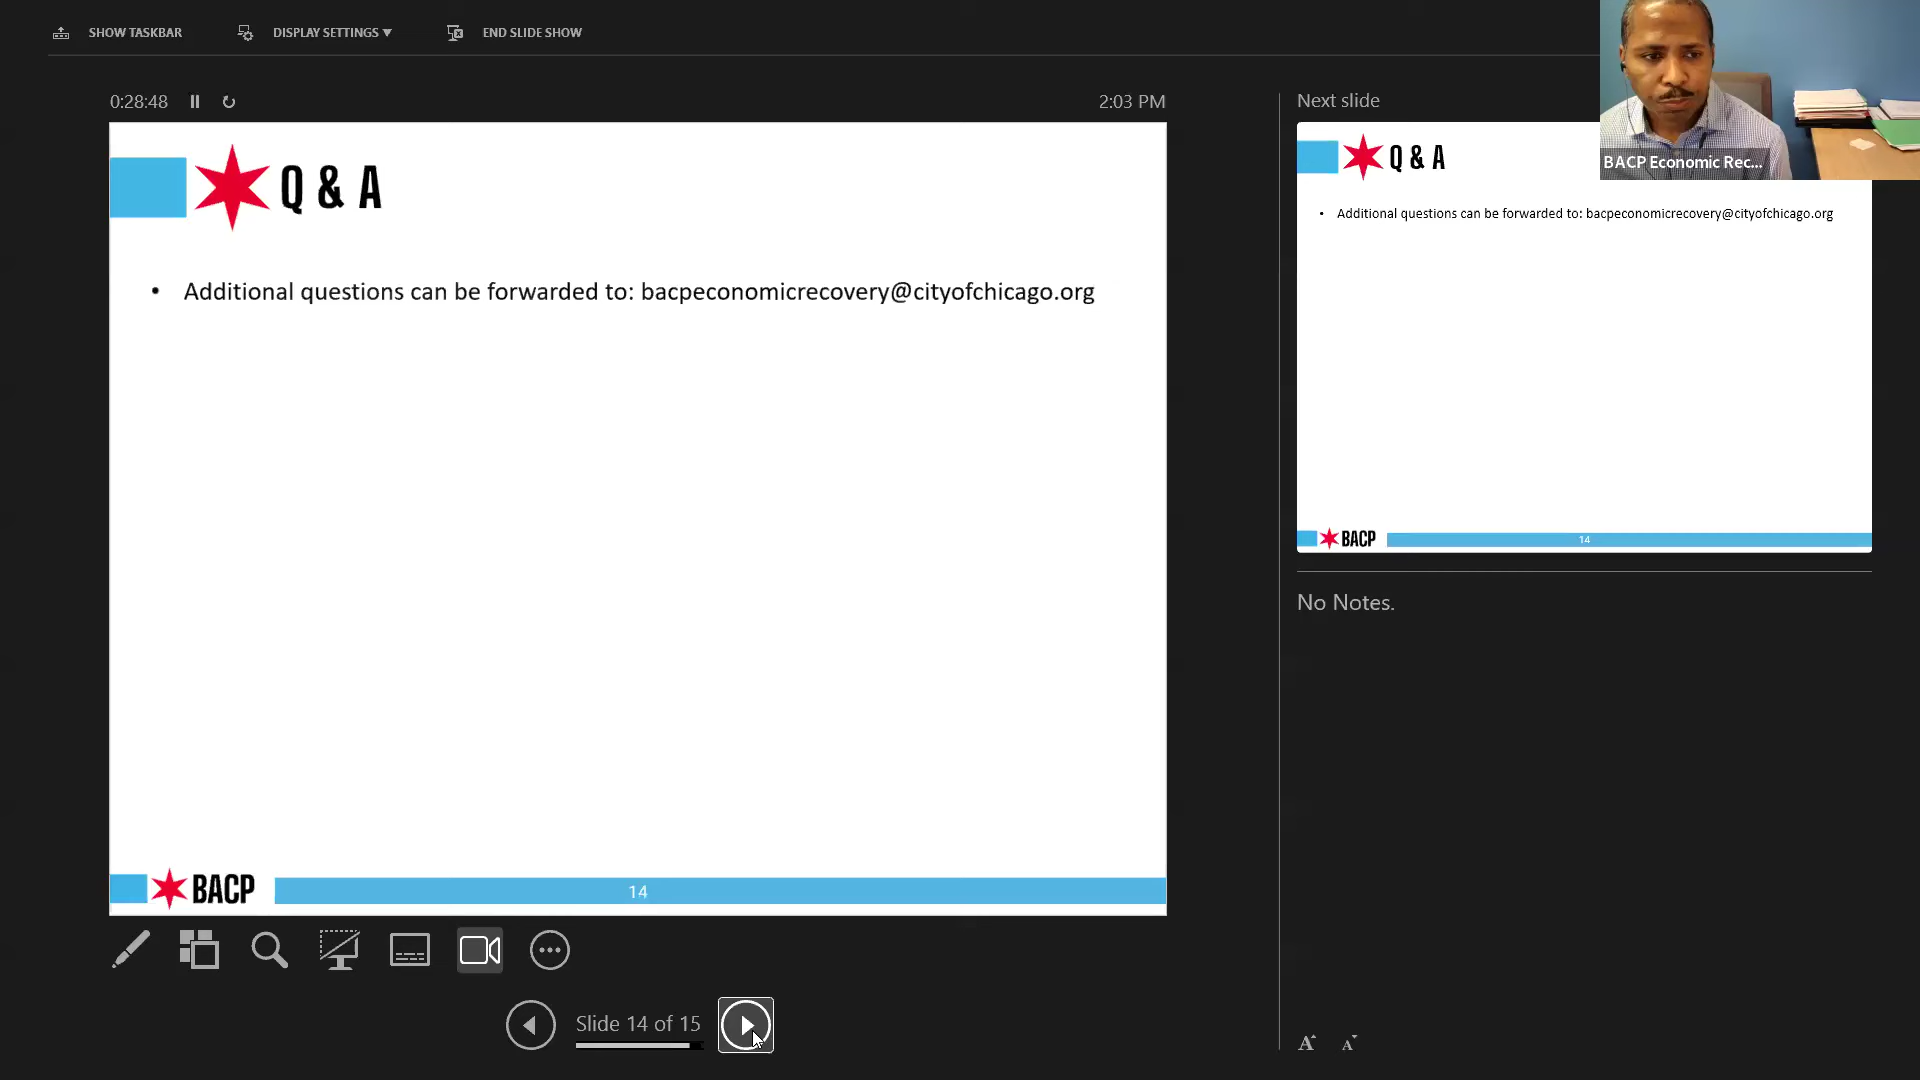 SHOW TASKBAR
DISPLAY SETTINGS ▼
END SLIDE SHOW
0:28:48
2:03 PM
Q & A
• Additional questions can be forwarded to: bacpeconomicrecovery@cityofchicago.org
BACP
14
Slide 14 of 15
Next slide
BACP Economic Rec...
Q & A
• Additional questions can be forwarded to: bacpeconomicrecovery@cityofchicago.org
BACP
14
No Notes.
A A